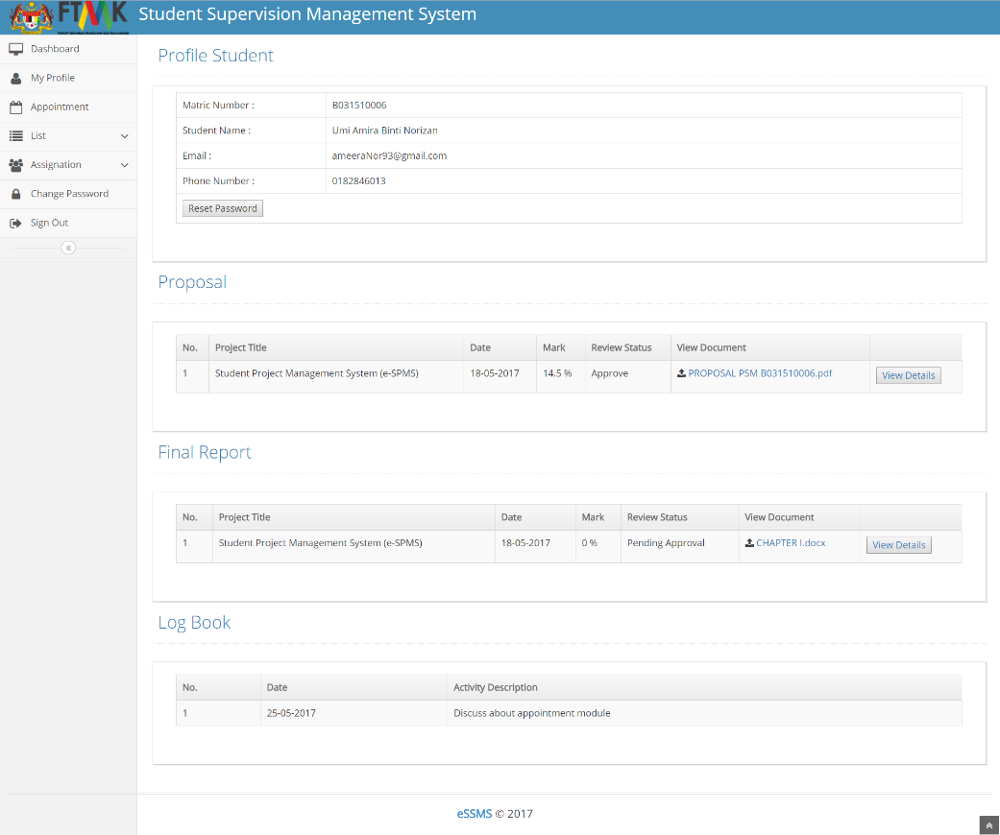 FTMK Student Supervision Management System
Dashboard
My Profile
Appointment
List
Assignation
Change Password
Sign Out
Profile Student
Matric Number : B031510006
Student Name : Umi Amira Binti Norizan
Email : ameeraNor93@gmail.com
Phone Number : 0182846013
Reset Password
Proposal
No. Project Title Date Mark Review Status View Document
1 Student Project Management System (e-SPMS) 18-05-2017 14.5 % Approve PROPOSAL PSM B031510006.pdf View Details
Final Report
No. Project Title Date Mark Review Status View Document
1 Student Project Management System (e-SPMS) 18-05-2017 0 % Pending Approval CHAPTER I.docx View Details
Log Book
No. Date Activity Description
1 25-05-2017 Discuss about appointment module
eSSMS © 2017